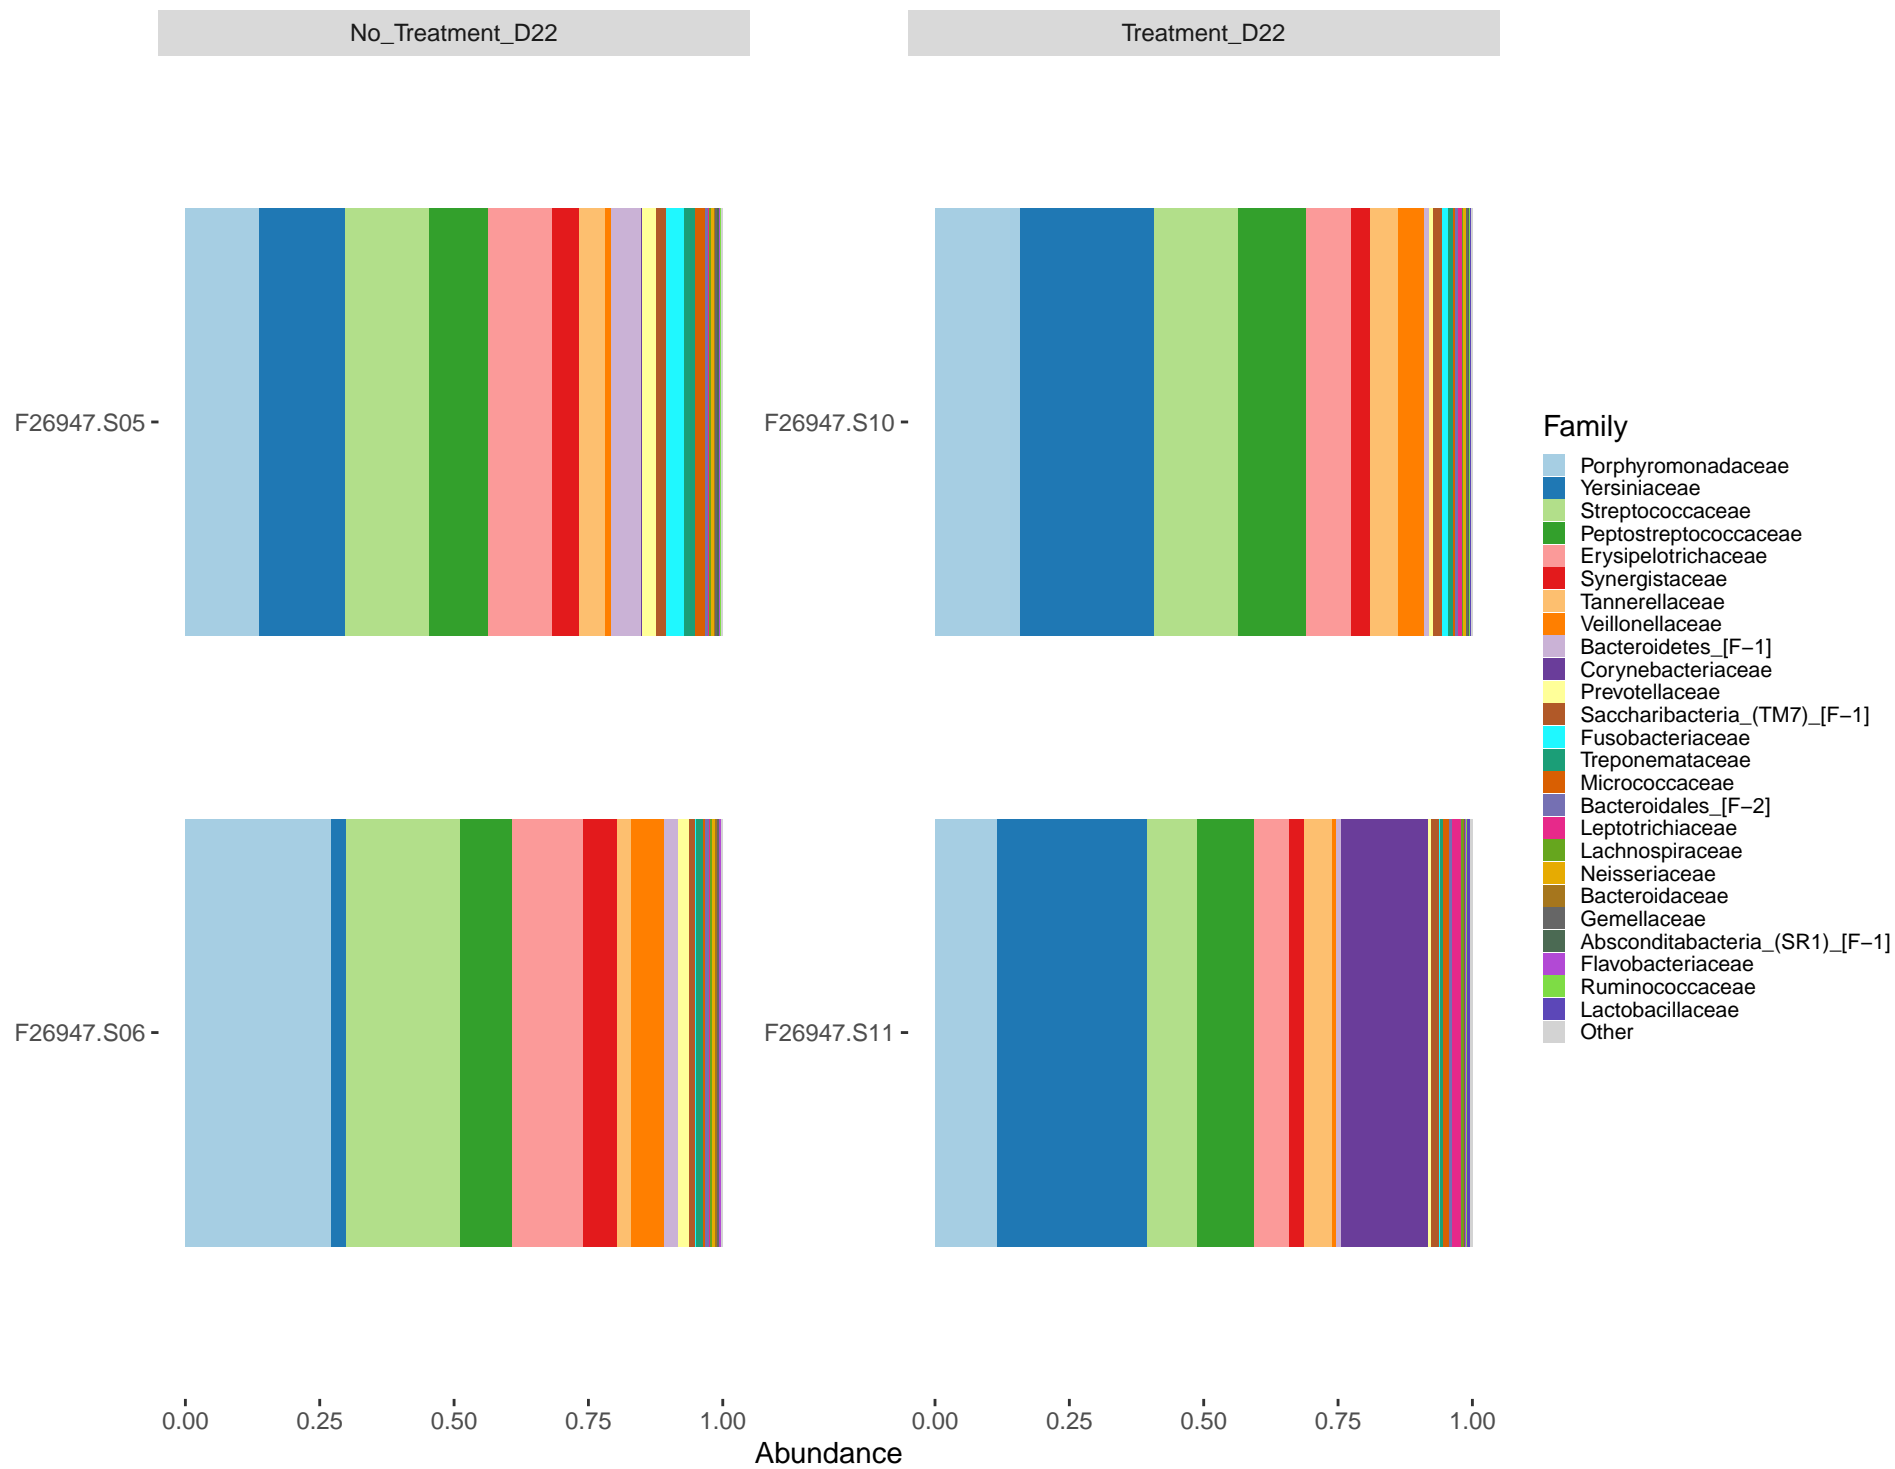 No_Treatment_D22
Treatment_D22
F26947.S05
F26947.S10
F26947.S06
F26947.S11
0.00 0.25 0.50 0.75 1.00
0.00 0.25 0.50 0.75 1.00
Abundance
Family
Porphyromonadaceae
Yersiniaceae
Streptococcaceae
Peptostreptococcaceae
Erysipelotrichaceae
Synergistaceae
Tannerellaceae
Veillonellaceae
Bacteroidetes_[F−1]
Corynebacteriaceae
Prevotellaceae
Saccharibacteria_(TM7)_[F−1]
Fusobacteriaceae
Treponemataceae
Micrococcaceae
Bacteroidales_[F−2]
Leptotrichiaceae
Lachnospiraceae
Neisseriaceae
Bacteroidaceae
Gemellaceae
Absconditabacteria_(SR1)_[F−1]
Flavobacteriaceae
Ruminococcaceae
Lactobacillaceae
Other